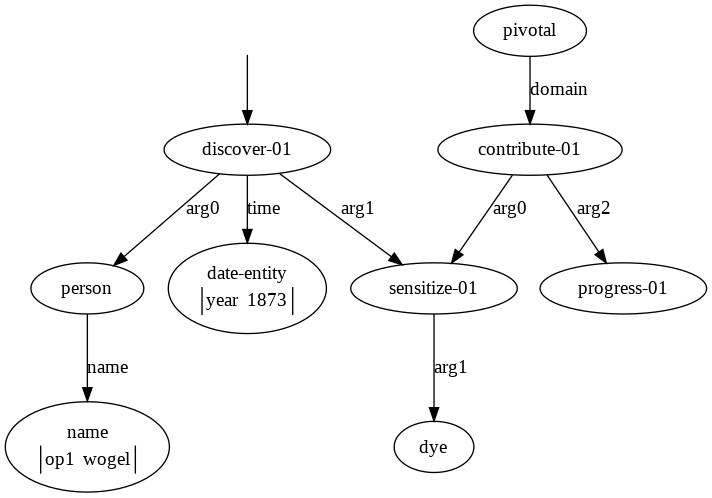 pivotal
domain
discover-01
contribute-01
arg0
time
arg1
arg0
arg2
person
date-entity
year 1873
sensitize-01
progress-01
name
arg1
name
op1 wogel
dye